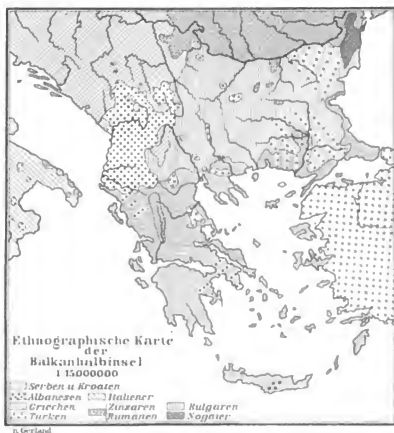 Ethnographische Karte
der
Balkanhalbinsel
1:15000000
Serben u Kroaten
Albanesen Italiener
Griechen Zinzaren Bulgaren
Türken Rumänen Nogaier
n. Gerland